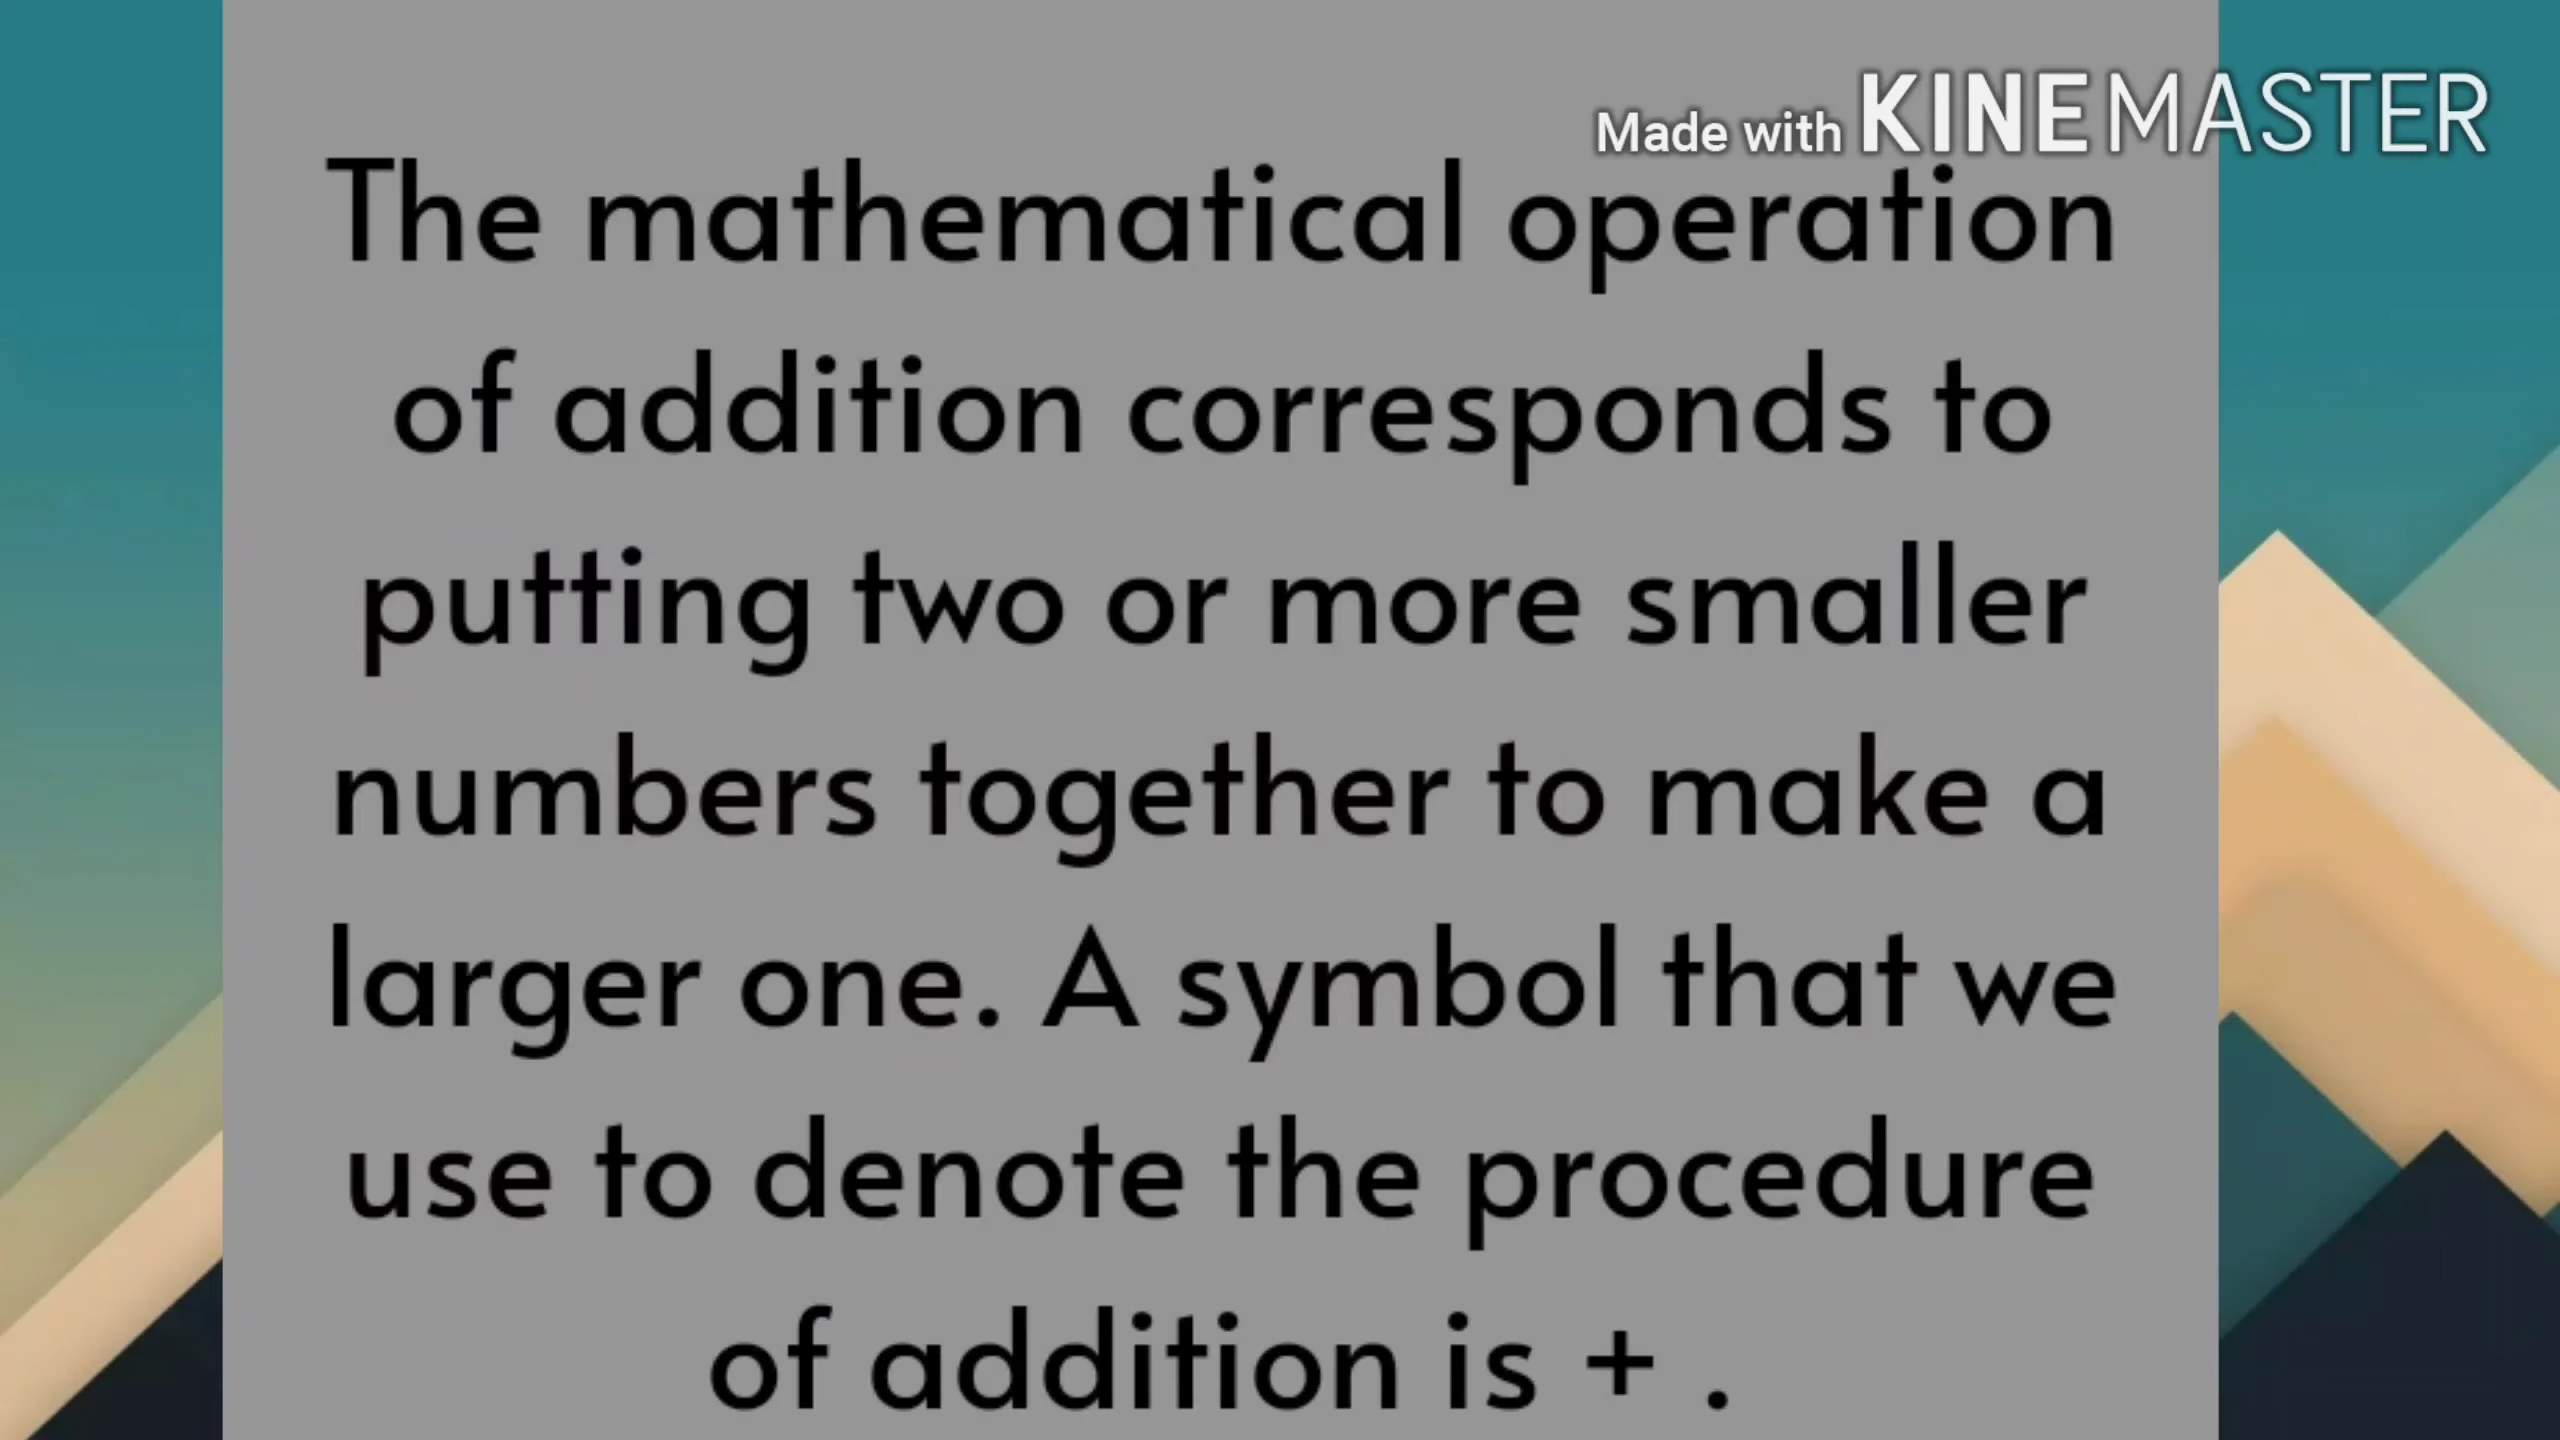 Made with KINEMASTER
The mathematical operation
of addition corresponds to
putting two or more smaller
numbers together to make a
larger one. A symbol that we
use to denote the procedure
of addition is + .